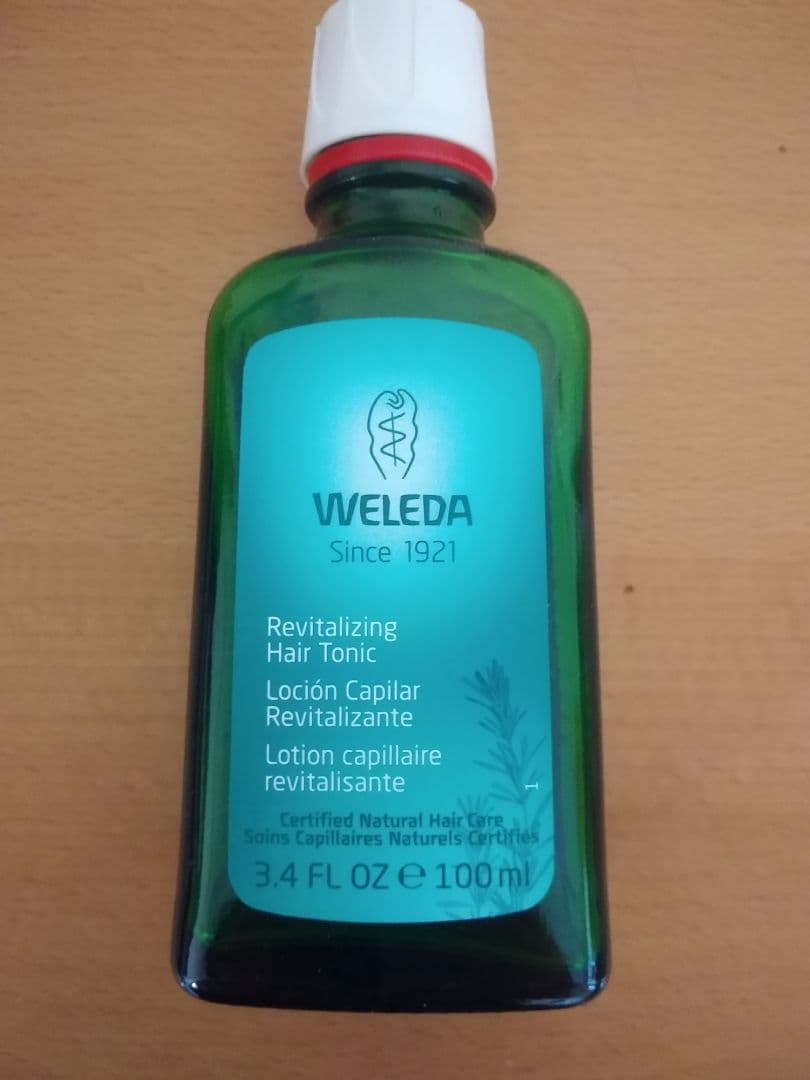 WELEDA
Since 1921
Revitalizing
Hair Tonic
Loción Capilar
Revitalizante
Lotion capillaire
revitalisante
1
Certified Natural Hair Care
Soins Capillaires Naturels Certifiés
3.4 FL OZ ℮ 100 ml